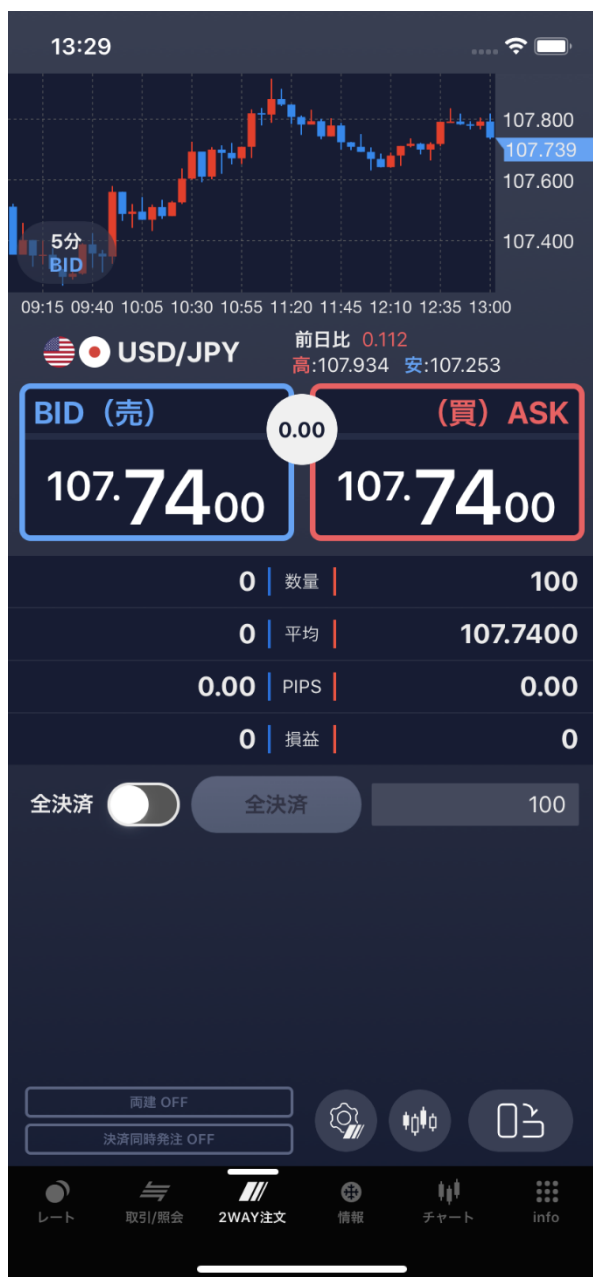 13:29
107.800
107.739
107.600
107.400
5分
BID
09:15 09:40 10:05 10:30 10:55 11:20 11:45 12:10 12:35 13:00
USD/JPY
前日比 0.112
高:107.934 安:107.253
BID（売）
0.00
（買）ASK
107.7400
107.7400
0 数量 100
0 平均 107.7400
0.00 PIPS 0.00
0 損益 0
全決済 全決済 100
両建 OFF
決済同時発注 OFF
レート 取引/照会 2WAY注文 情報 チャート info